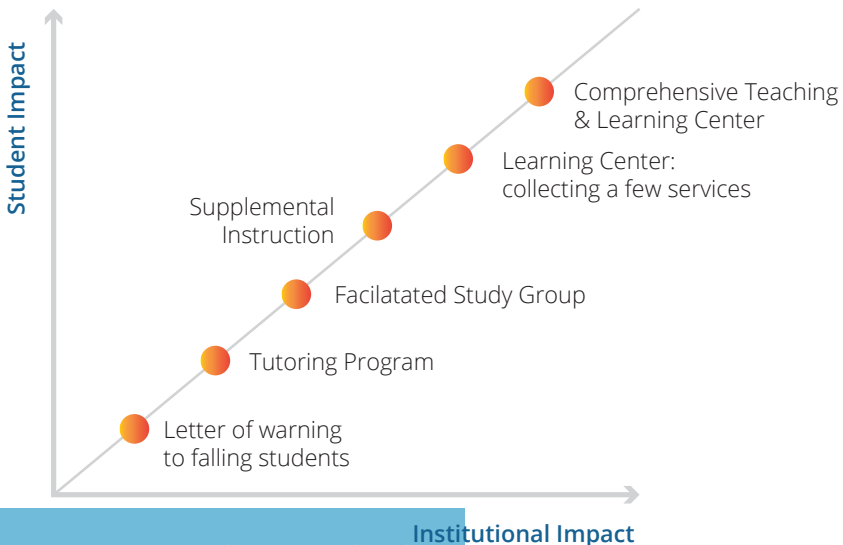 Student Impact
Comprehensive Teaching
& Learning Center
Learning Center:
collecting a few services
Supplemental
Instruction
Facilatated Study Group
Tutoring Program
Letter of warning
to falling students
Institutional Impact